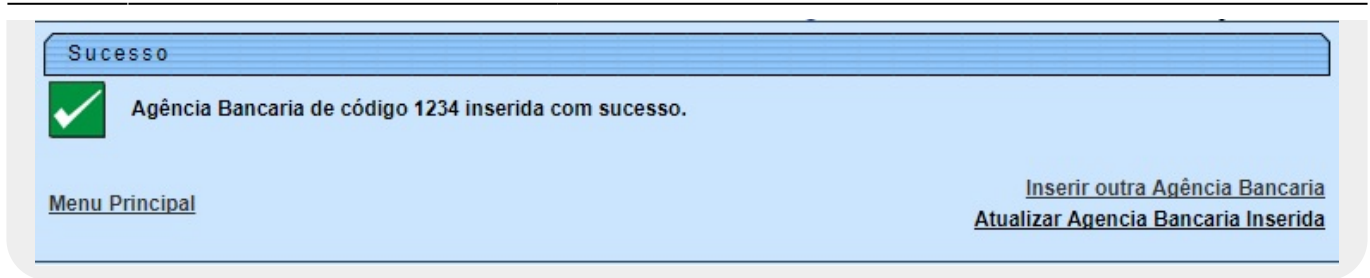 Sucesso
Agência Bancaria de código 1234 inserida com sucesso.
Inserir outra Agência Bancaria
Menu Principal
Atualizar Agencia Bancaria Inserida